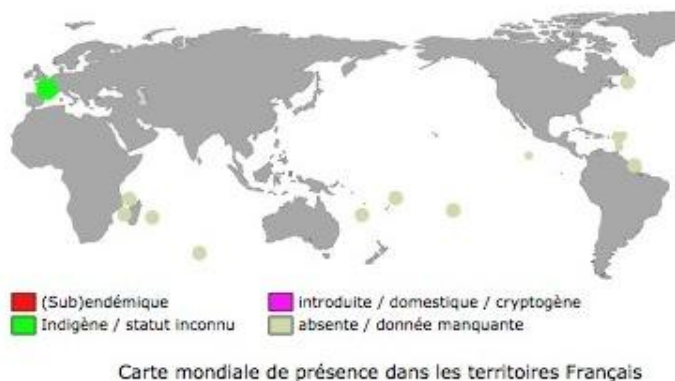 (Sub)endémique
introduite / domestique / cryptogène
Indigène / statut inconnu
absente / donnée manquante
Carte mondiale de présence dans les territoires Français